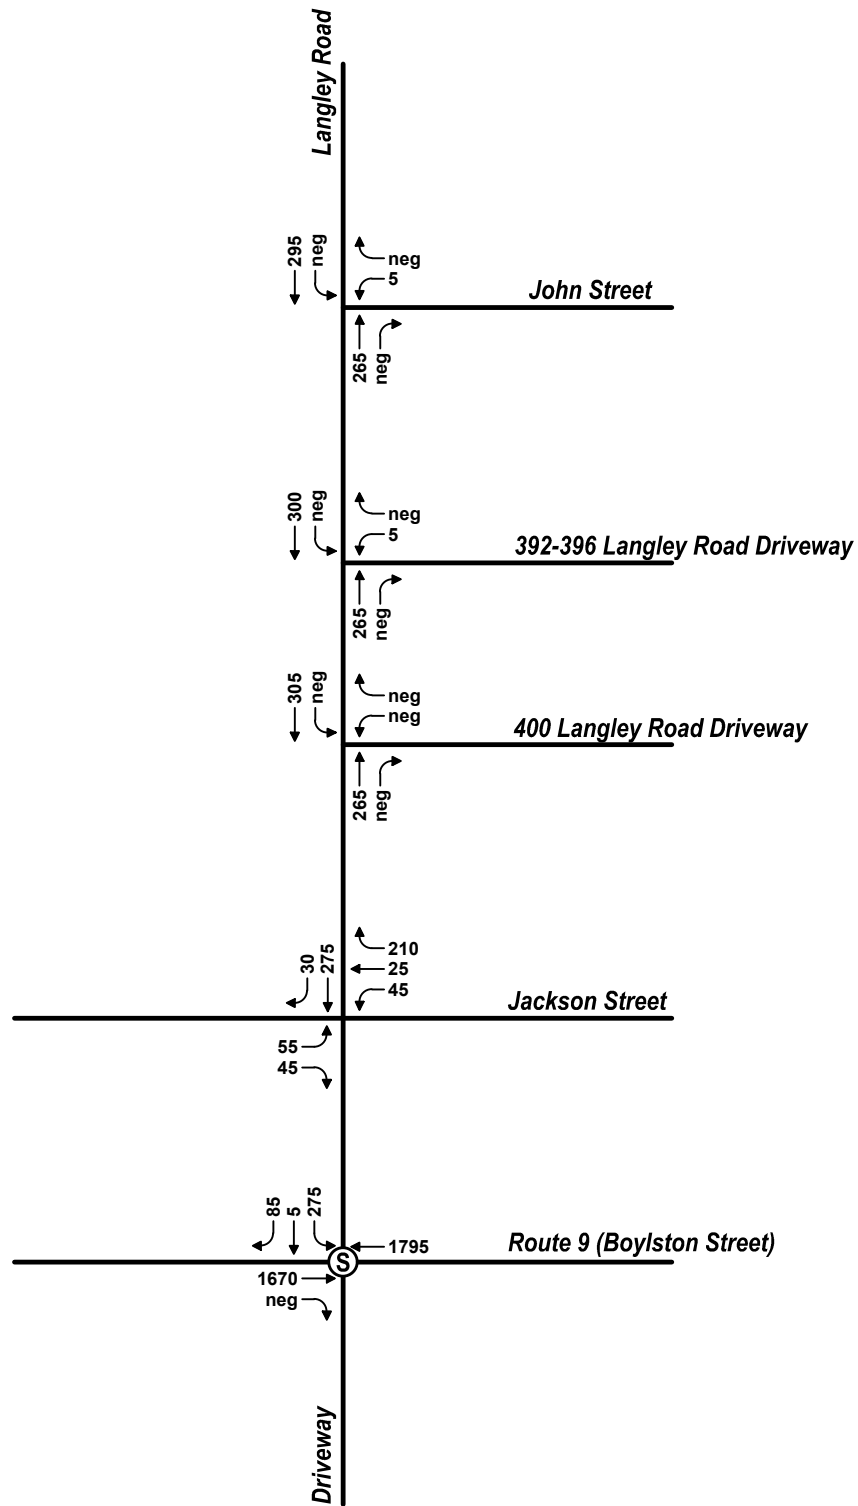 Langley Road
295
neg
neg
5
John Street
265
neg
300
neg
neg
5
392-396 Langley Road Driveway
265
neg
305
neg
neg
neg
400 Langley Road Driveway
265
neg
30
275
210
25
45
Jackson Street
55
45
85
5
275
1795
Route 9 (Boylston Street)
S
1670
neg
Driveway